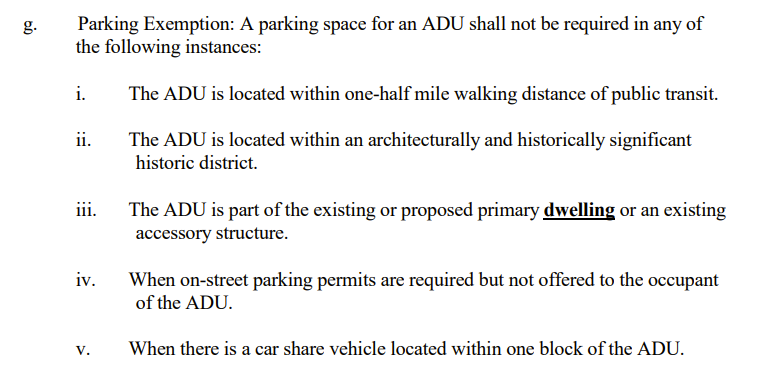 g. Parking Exemption: A parking space for an ADU shall not be required in any of
the following instances:
i. The ADU is located within one-half mile walking distance of public transit.
ii. The ADU is located within an architecturally and historically significant
historic district.
iii. The ADU is part of the existing or proposed primary dwelling or an existing
accessory structure.
iv. When on-street parking permits are required but not offered to the occupant
of the ADU.
v. When there is a car share vehicle located within one block of the ADU.